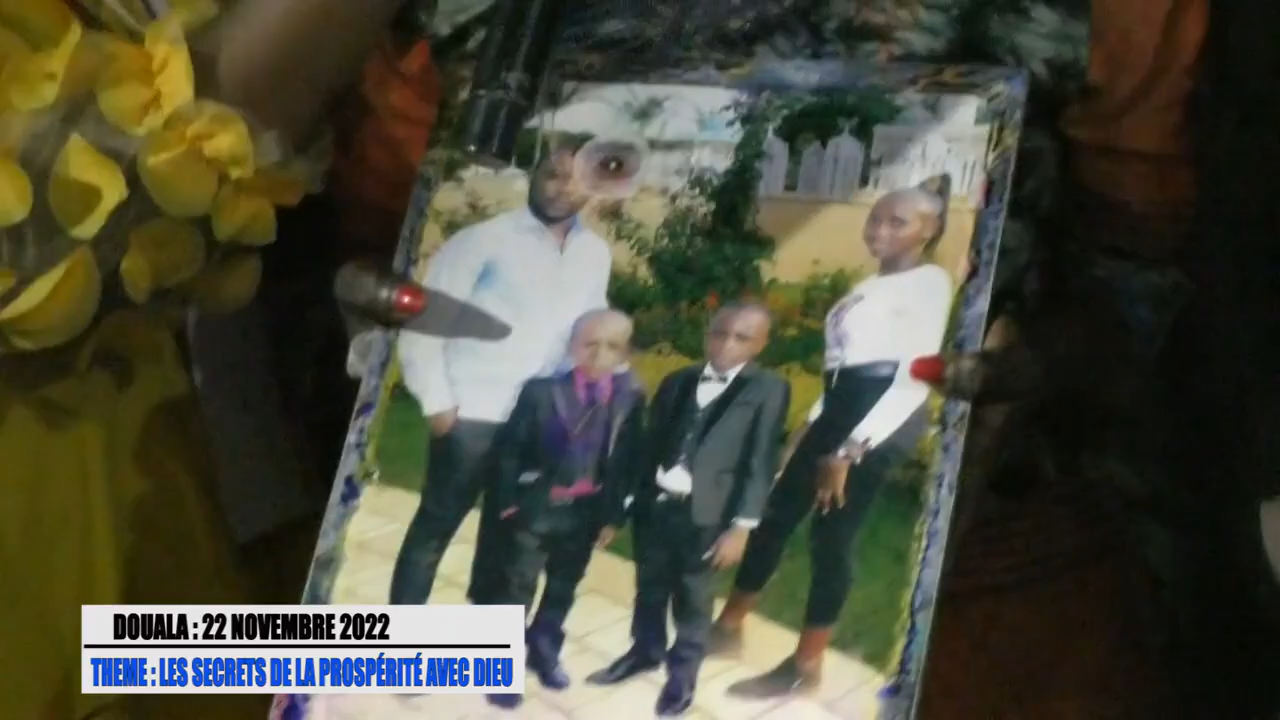 DOUALA : 22 NOVEMBRE 2022
THEME : LES SECRETS DE LA PROSPÉRITÉ AVEC DIEU